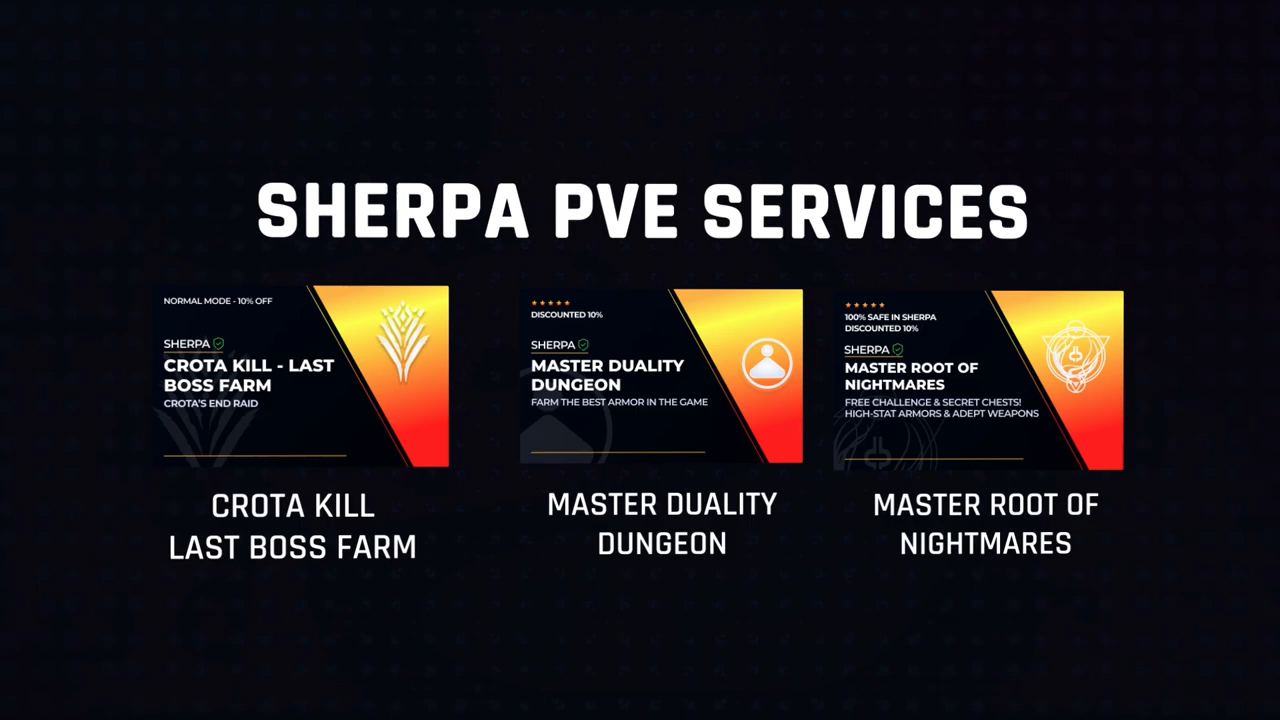 SHERPA PVE SERVICES
NORMAL MODE - 10% OFF
SHERPA
CROTA KILL - LAST
BOSS FARM
CROTA'S END RAID
CROTA KILL
LAST BOSS FARM
DISCOUNTED 10%
SHERPA
MASTER DUALITY
DUNGEON
FARM THE BEST ARMOR IN THE GAME
MASTER DUALITY
DUNGEON
100% SAFE IN SHERPA
DISCOUNTED 10%
SHERPA
MASTER ROOT OF
NIGHTMARES
FREE CHALLENGE & SECRET CHESTS!
HIGH-STAT ARMORS & ADEPT WEAPONS
MASTER ROOT OF
NIGHTMARES